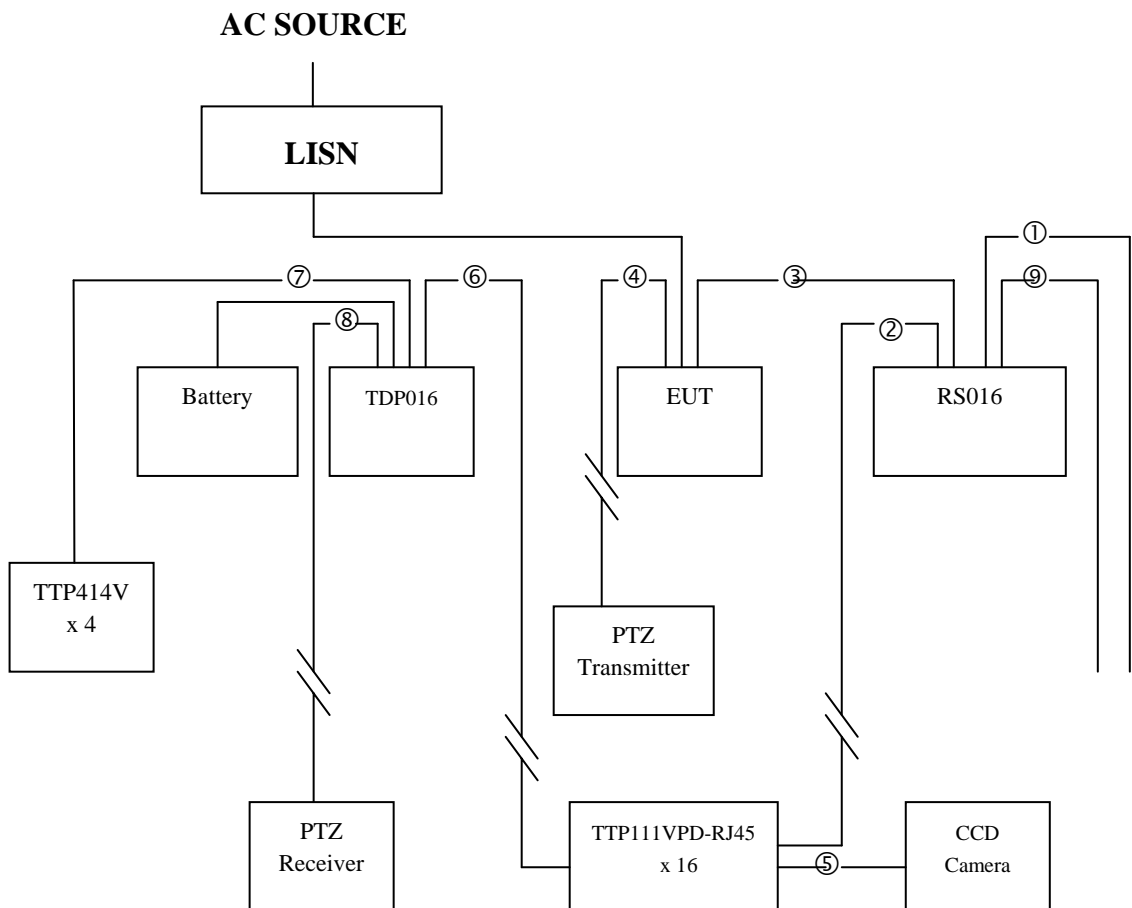 AC SOURCE
LISN
①
⑦
⑥
④
③
⑨
⑧
②
Battery
TDP016
EUT
RS016
TTP414V
x 4
PTZ
Transmitter
PTZ
Receiver
TTP111VPD-RJ45
x 16
⑤
CCD
Camera